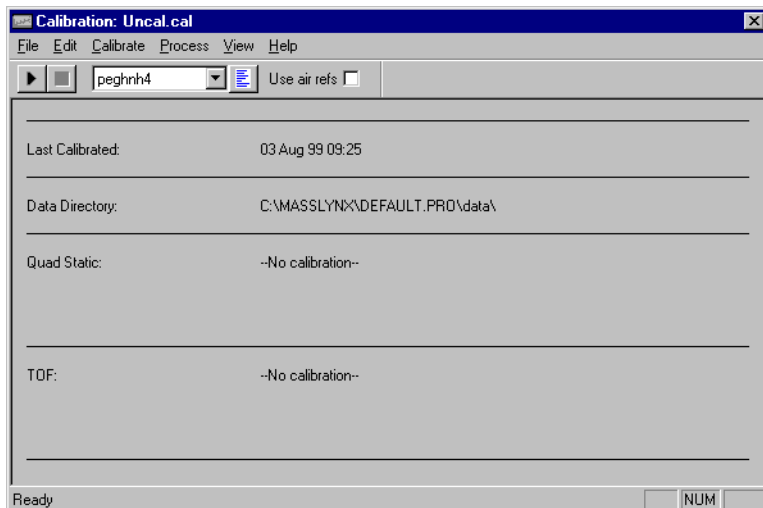 Calibration: Uncal.cal
File Edit Calibrate Process View Help
peghnh4 Use air refs
Last Calibrated: 03 Aug 99 09:25
Data Directory: C:\MASSLYNX\DEFAULT.PRO\data\
Quad Static: --No calibration--
TOF: --No calibration--
Ready NUM